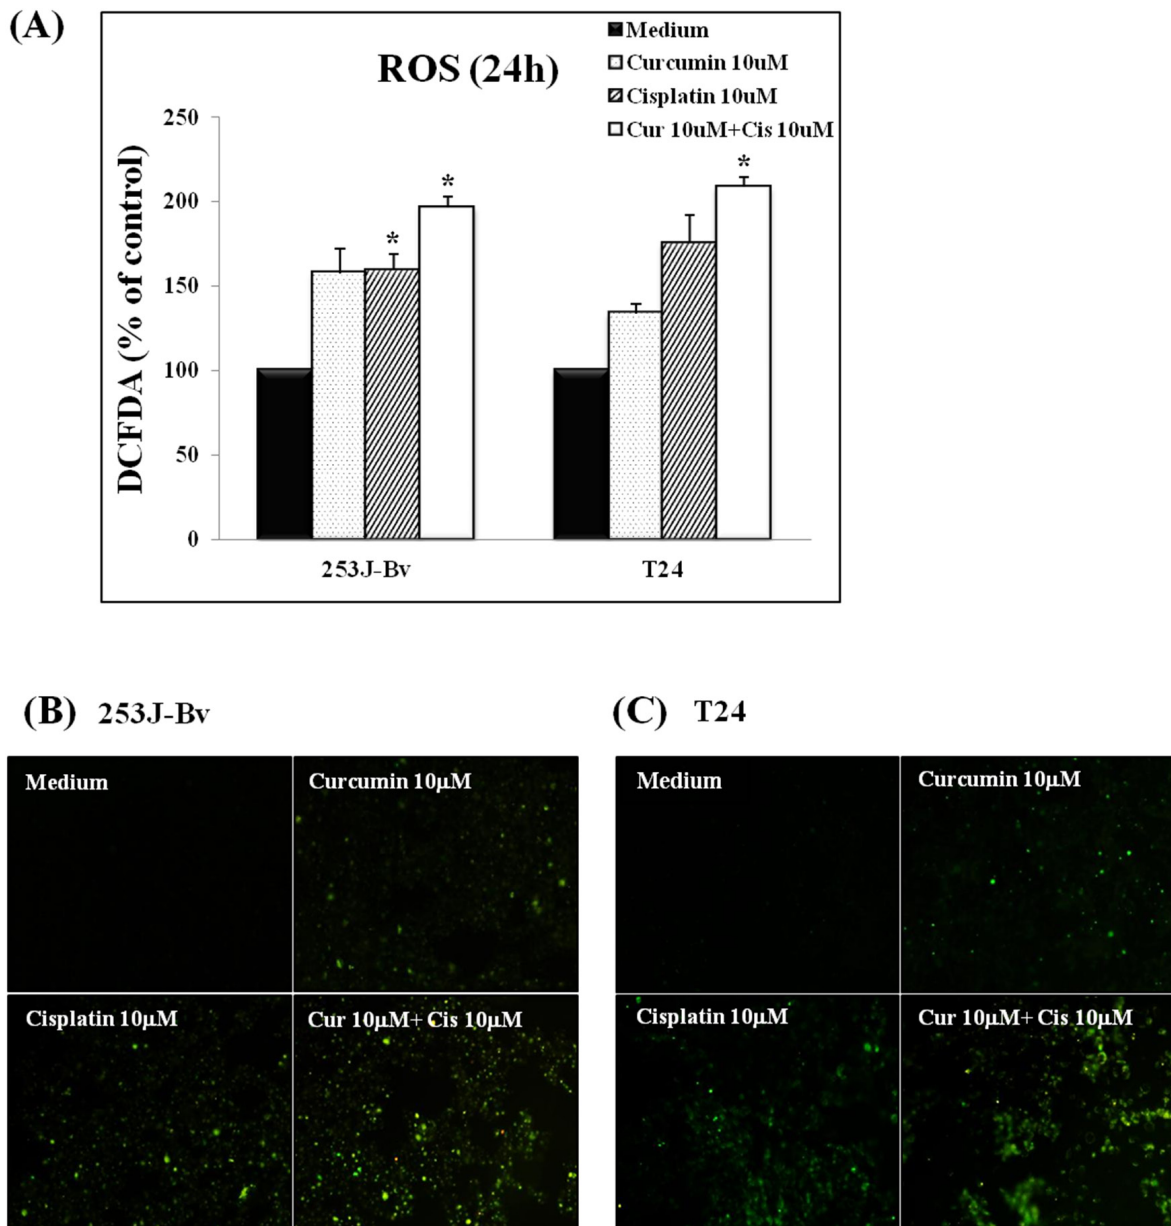 (A)
ROS (24h)
Medium
Curcumin 10uM
Cisplatin 10uM
Cur 10uM+Cis 10uM
DCFDA (% of control)
250
200
150
100
50
0
*
*
*
253J-Bv
T24
(B) 253J-Bv
Medium
Curcumin 10μM
Cisplatin 10μM
Cur 10μM+ Cis 10μM
(C) T24
Medium
Curcumin 10μM
Cisplatin 10μM
Cur 10μM+ Cis 10μM